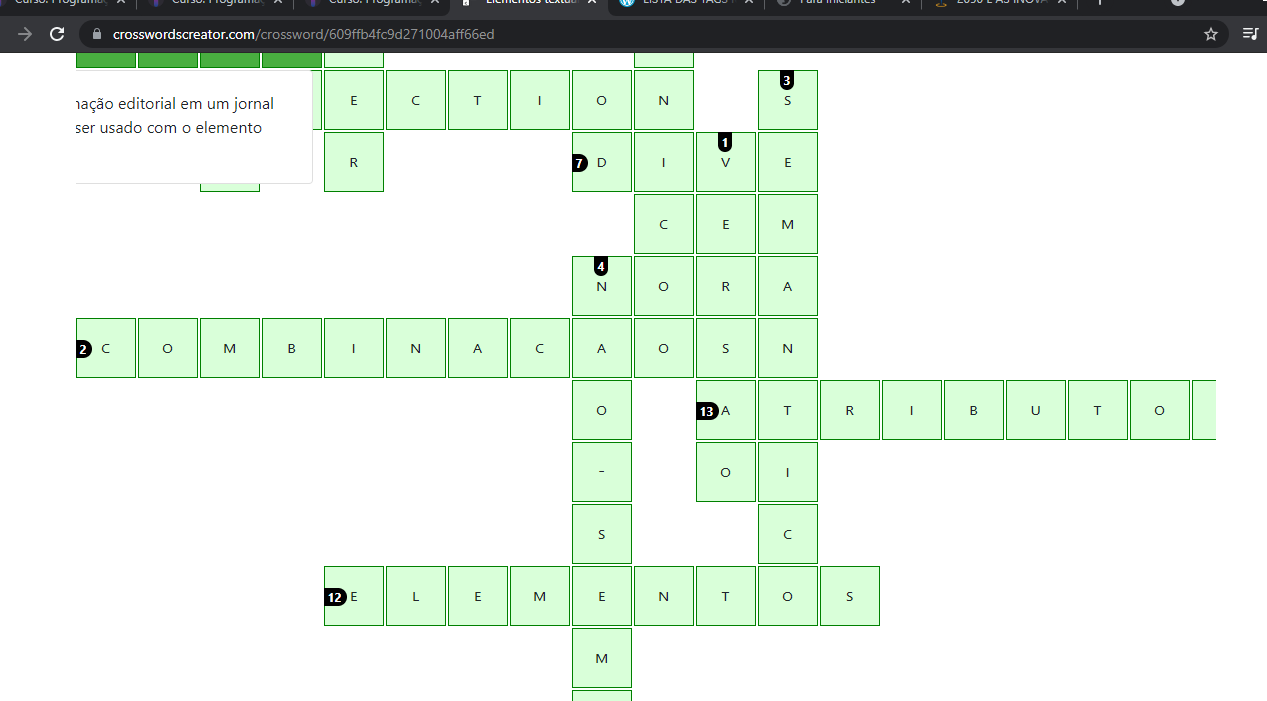 Curso: Programaç
Curso: Programaç
Curso: Programaç
Elementos textua
LISTA DAS TAGS
Para iniciantes
2030 E AS INOVA
crosswordscreator.com/crossword/609ffb4fc9d271004aff66ed
nação editorial em um jornal
ser usado com o elemento
E C T I O N 3 S
R 7 D I 1 V E
C E M
4 N O R A
2 C O M B I N A C A O S N
O 13 A T R I B U T O
- O I
S C
12 E L E M E N T O S
M